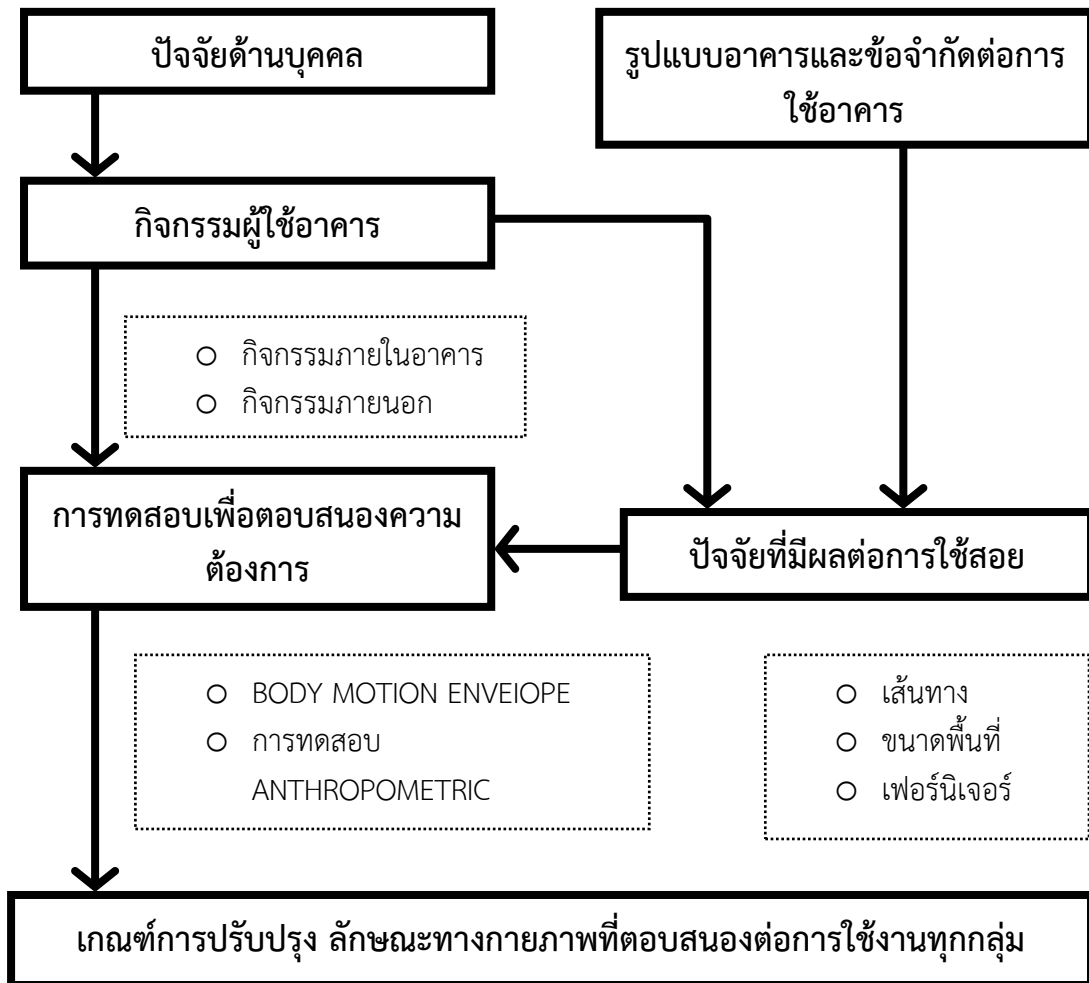 ปัจจัยด้านบุคคล
รูปแบบอาคารและข้อจำกัดต่อการ
ใช้อาคาร
กิจกรรมผู้ใช้อาคาร
o กิจกรรมภายในอาคาร
o กิจกรรมภายนอก
การทดสอบเพื่อตอบสนองความ
ต้องการ
ปัจจัยที่มีผลต่อการใช้สอย
o BODY MOTION ENVEIOPE
o การทดสอบ
ANTHROPOMETRIC
o เส้นทาง
o ขนาดพื้นที่
o เฟอร์นิเจอร์
เกณฑ์การปรับปรุง ลักษณะทางกายภาพที่ตอบสนองต่อการใช้งานทุกกลุ่ม